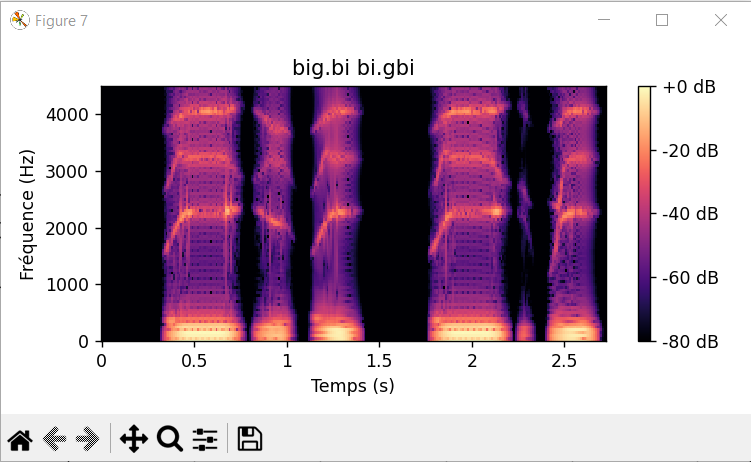 Figure 7
big.bi bi.gbi
4000
3000
2000
1000
0
Fréquence (Hz)
0
0.5
1
1.5
2
2.5
Temps (s)
+0 dB
-20 dB
-40 dB
-60 dB
-80 dB